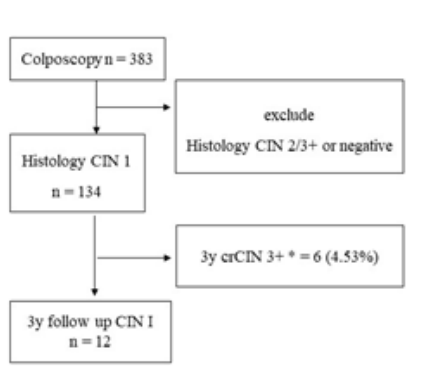 Colposcopy n = 383
exclude
Histology CIN 2/3+ or negative
Histology CIN 1
n = 134
3y crCIN 3+ * = 6 (4.53%)
3y follow up CIN I
n = 12